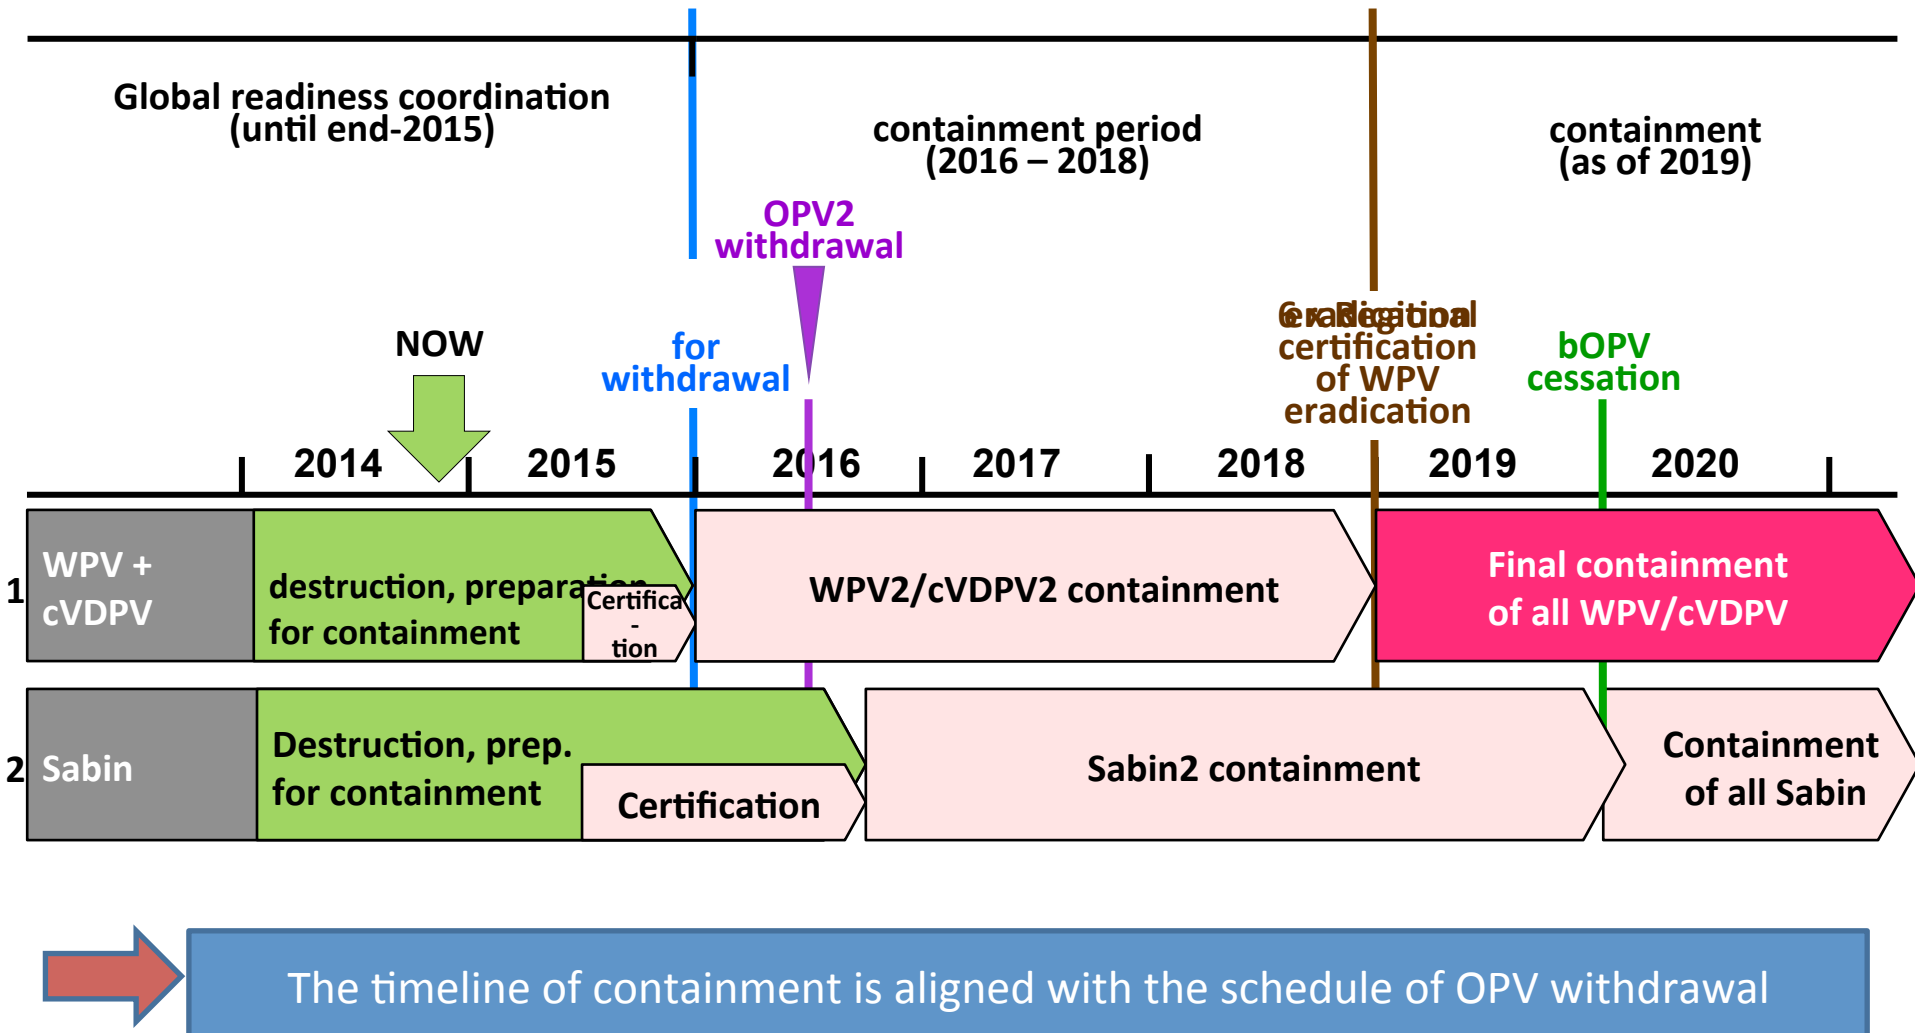 Global readiness coordination
(until end-2015)
containment period
(2016 – 2018)
containment
(as of 2019)
OPV2
withdrawal
NOW
for
withdrawal
6 x Regional
eradication
certification
of WPV
eradication
bOPV
cessation
2014
2015
2016
2017
2018
2019
2020
1
WPV +
cVDPV
destruction, preparation
for containment
Certifica
-
tion
WPV2/cVDPV2 containment
Final containment
of all WPV/cVDPV
2
Sabin
Destruction, prep.
for containment
Certification
Sabin2 containment
Containment
of all Sabin
The timeline of containment is aligned with the schedule of OPV withdrawal